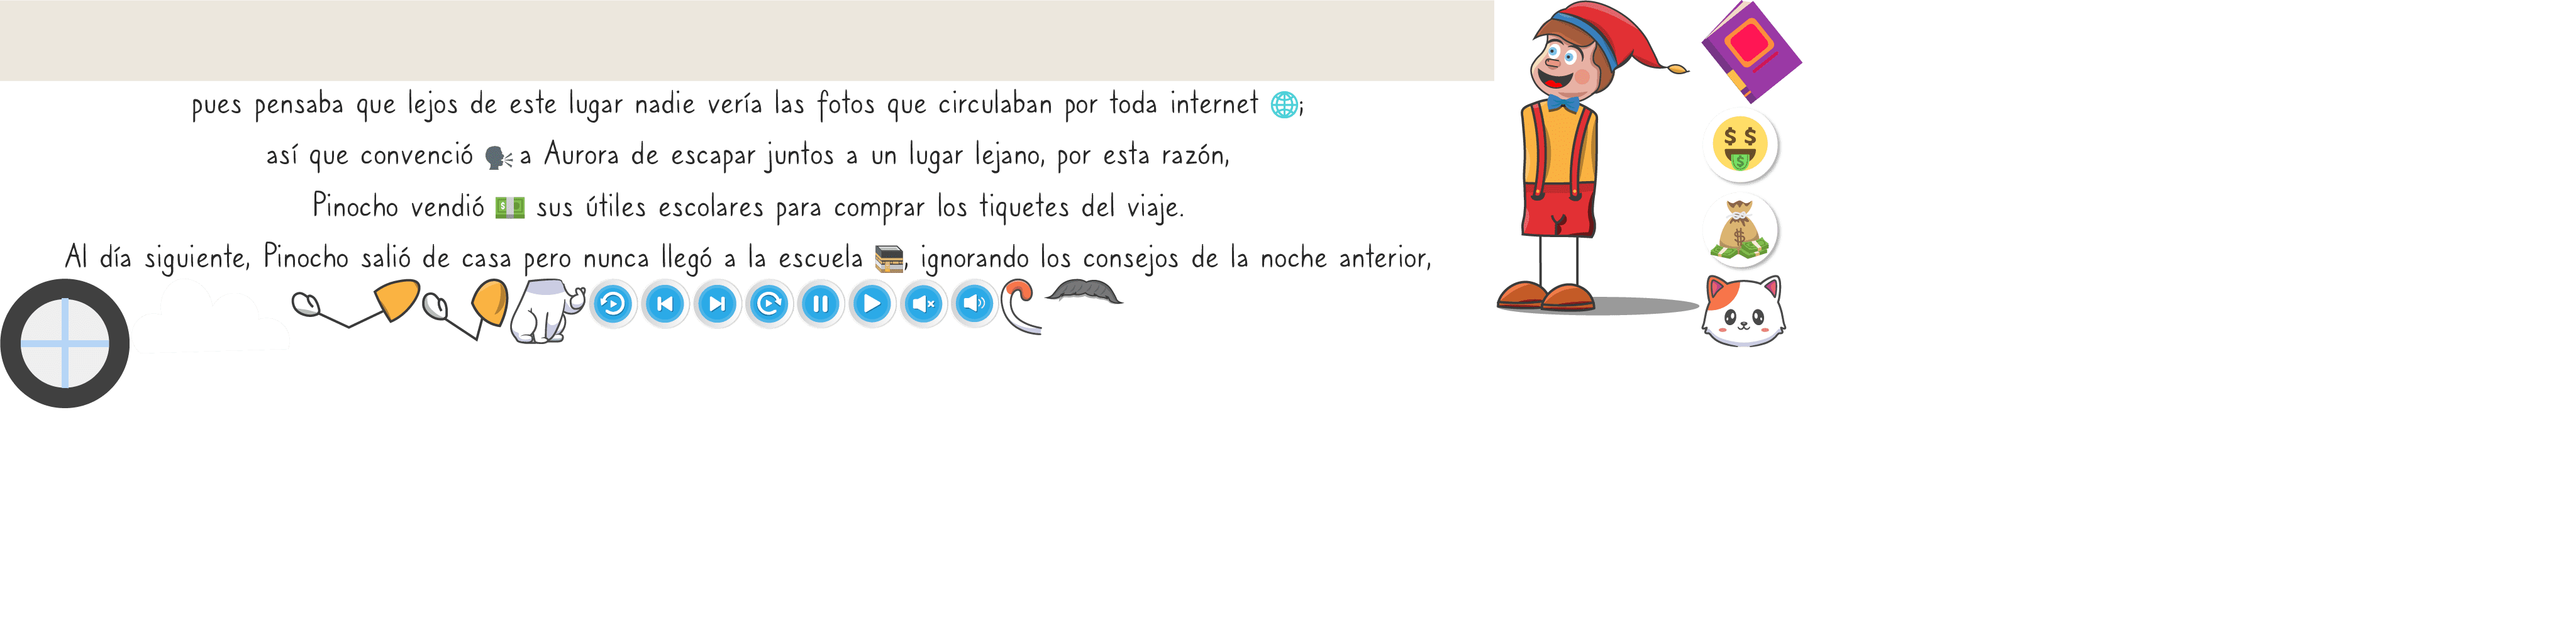 pues pensaba que lejos de este lugar nadie vería las fotos que circulaban por toda internet 🌐;
así que convenció 🗣 a Aurora de escapar juntos a un lugar lejano, por esta razón,
Pinocho vendió 💵 sus útiles escolares para comprar los tiquetes del viaje.
Al día siguiente, Pinocho salió de casa pero nunca llegó a la escuela 🏫, ignorando los consejos de la noche anterior,